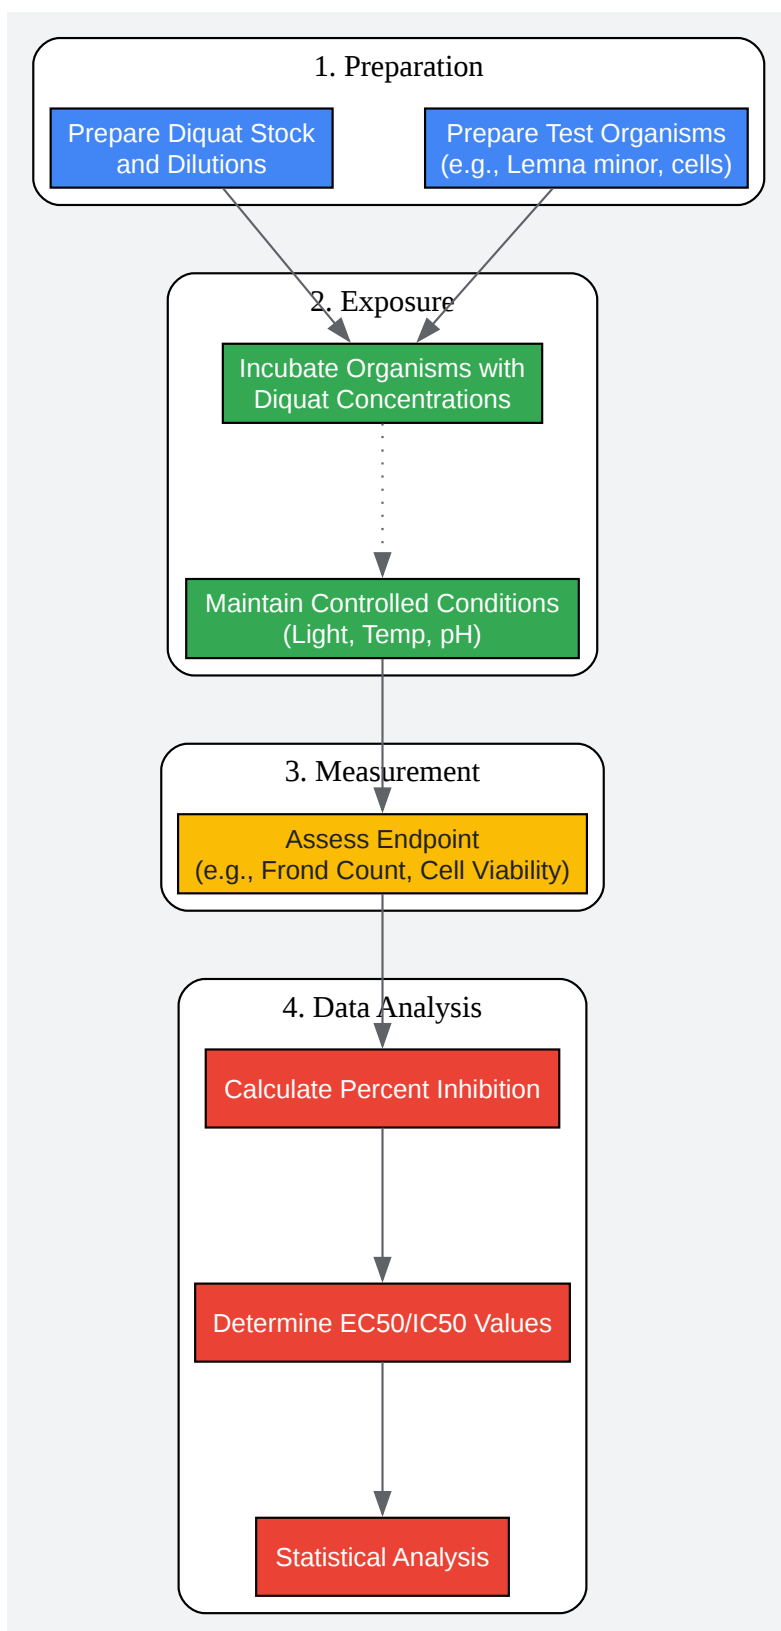 1. Preparation
Prepare Diquat Stock
and Dilutions
Prepare Test Organisms
(e.g., Lemna minor, cells)
2. Exposure
Incubate Organisms with
Diquat Concentrations
Maintain Controlled Conditions
(Light, Temp, pH)
3. Measurement
Assess Endpoint
(e.g., Frond Count, Cell Viability)
4. Data Analysis
Calculate Percent Inhibition
Determine EC50/IC50 Values
Statistical Analysis